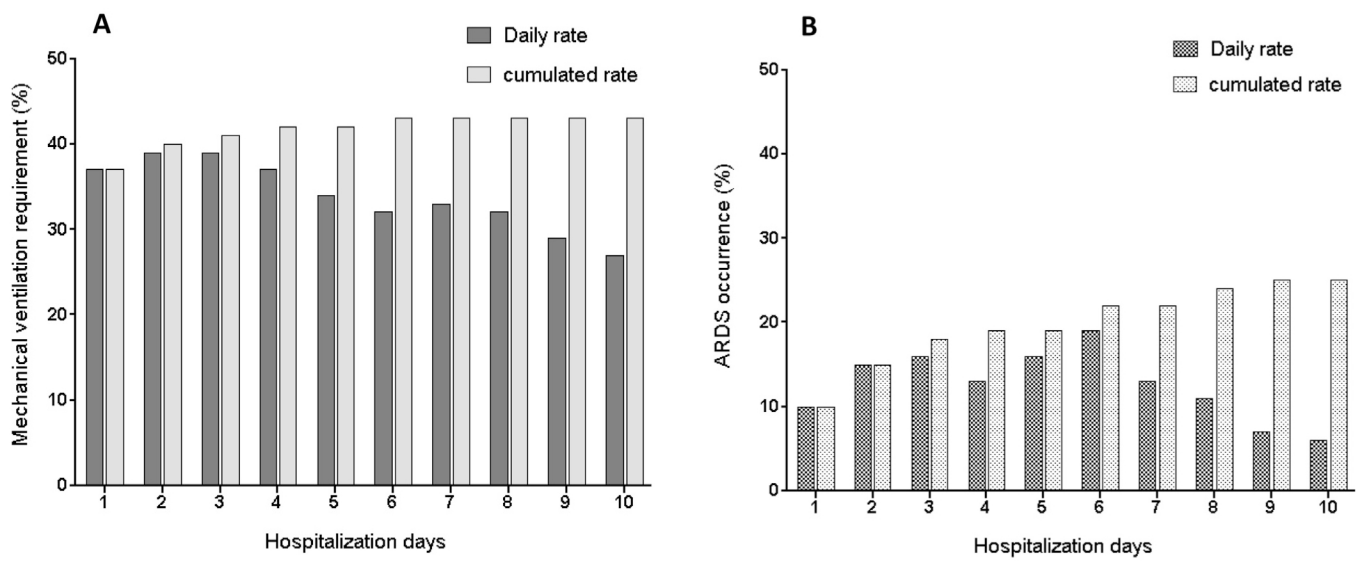 A
Daily rate
cumulated rate
Mechanical ventilation requirement (%)
50
40
30
20
10
0
1 2 3 4 5 6 7 8 9 10
Hospitalization days
B
Daily rate
cumulated rate
ARDS occurrence (%)
50
40
30
20
10
0
1 2 3 4 5 6 7 8 9 10
Hospitalization days